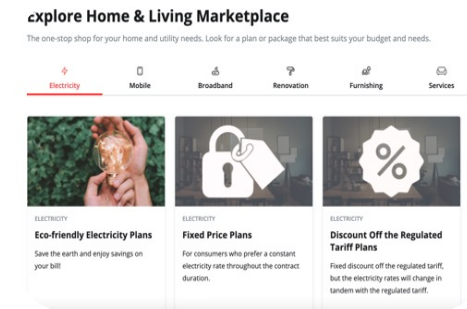 Explore Home & Living Marketplace
The one-stop shop for your home and utility needs. Look for a plan or package that best suits your budget and needs.
Electricity
Mobile
Broadband
Renovation
Furnishing
Services
ELECTRICITY
Eco-friendly Electricity Plans
Save the earth and enjoy savings on
your bill!
ELECTRICITY
Fixed Price Plans
For consumers who prefer a constant
electricity rate throughout the contract
duration.
%
ELECTRICITY
Discount Off the Regulated
Tariff Plans
Fixed discount off the regulated tariff,
but the electricity rates will change in
tandem with the regulated tariff.